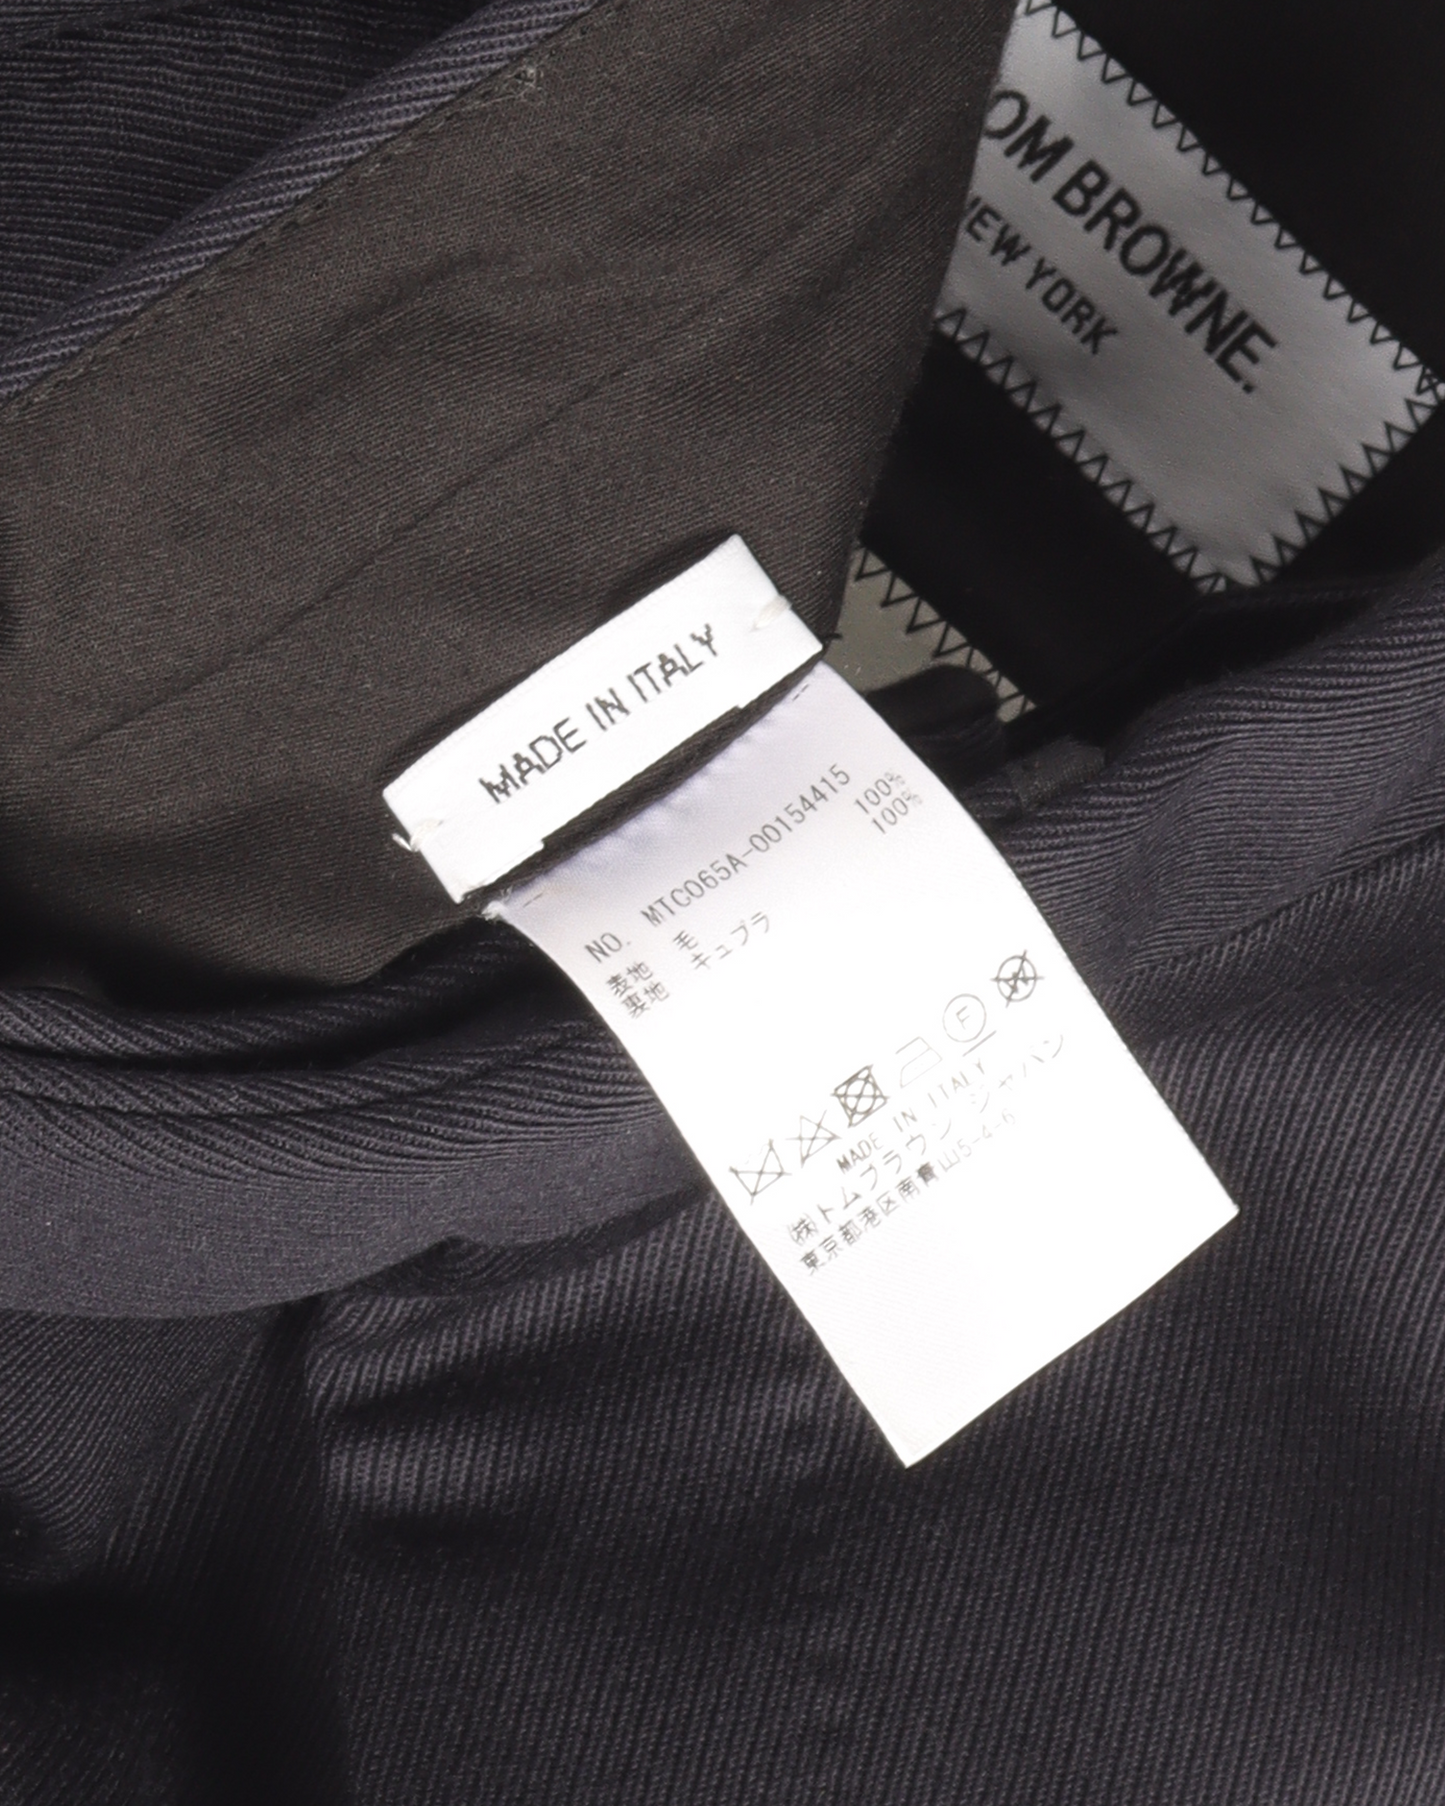 OM BROWNE.
NEW YORK
MADE IN ITALY
NO. MTC065A-00154415
表地 毛 100%
裏地 キュプラ 100%
F
W
MADE IN ITALY
㈱トムブラウンジャパン
東京都港区南青山5-4-6